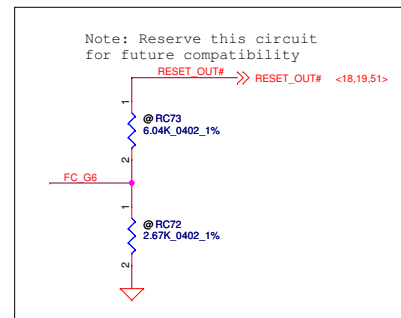 Note: Reserve this circuit
for future compatibility
RESET_OUT#
RESET_OUT# <18,19,51>
1
@ RC73
6.04K_0402_1%
2
FC_G6
1
@ RC72
2.67K_0402_1%
2